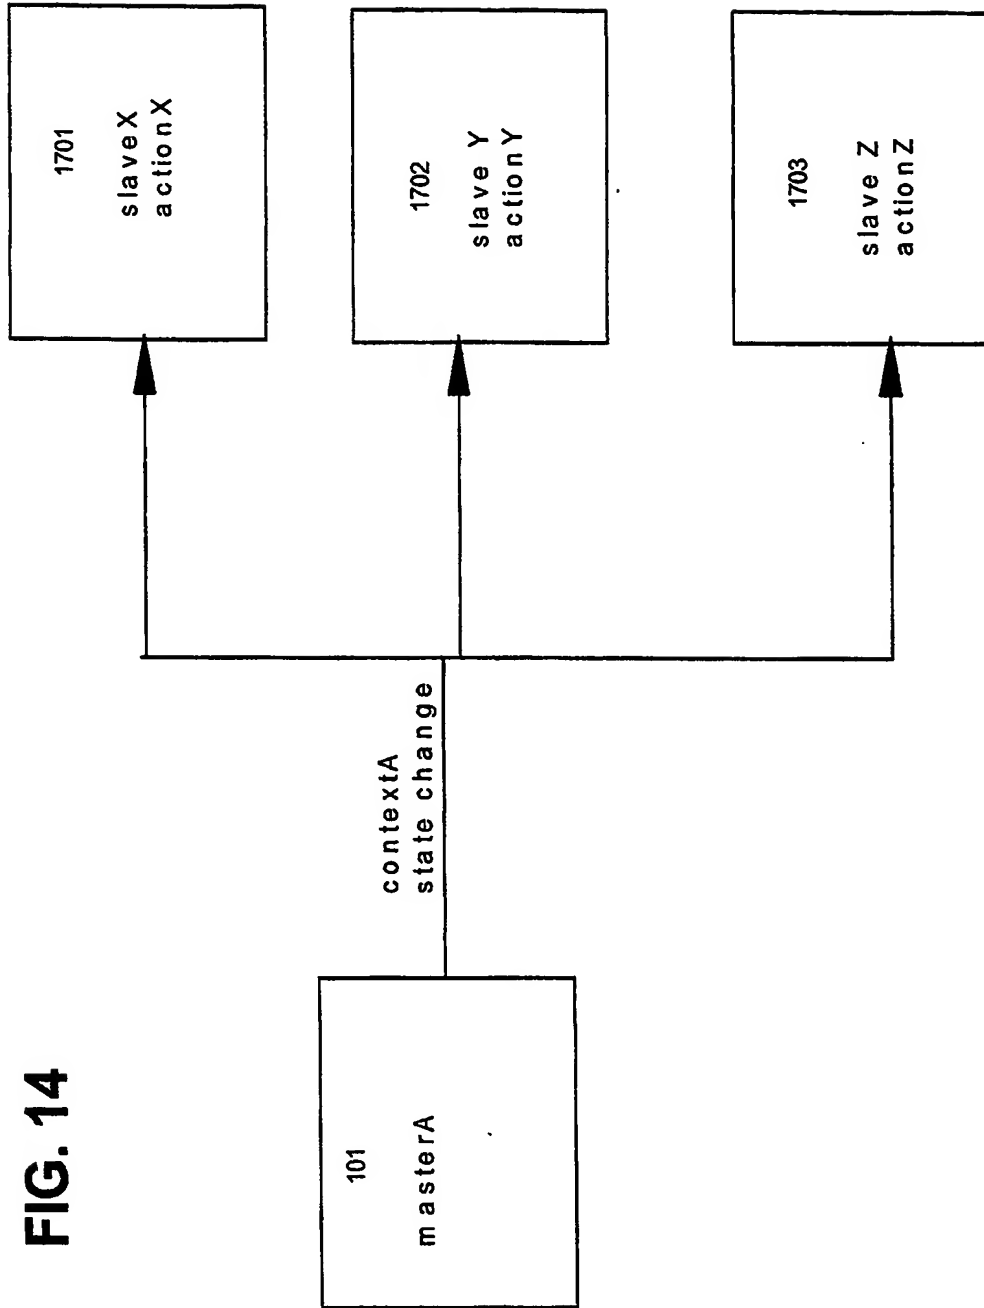 FIG. 14
101
masterA
contextA
state change
1701
slaveX
actionX
1702
slave Y
actionY
1703
slave Z
actionZ